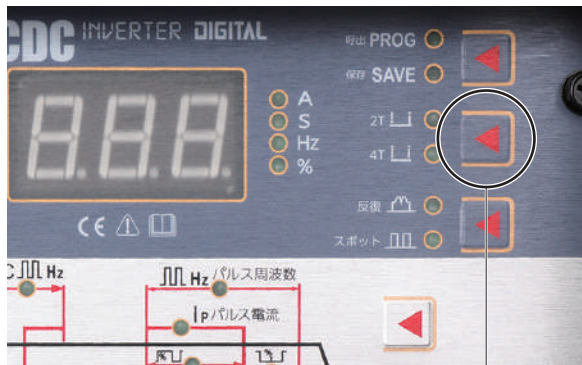 CDC INVERTER DIGITAL
呼出 PROG
保存 SAVE
A
S
Hz
%
2T
4T
反復
スポット
CE
C Hz
Hz パルス周波数
Ip パルス電流
%